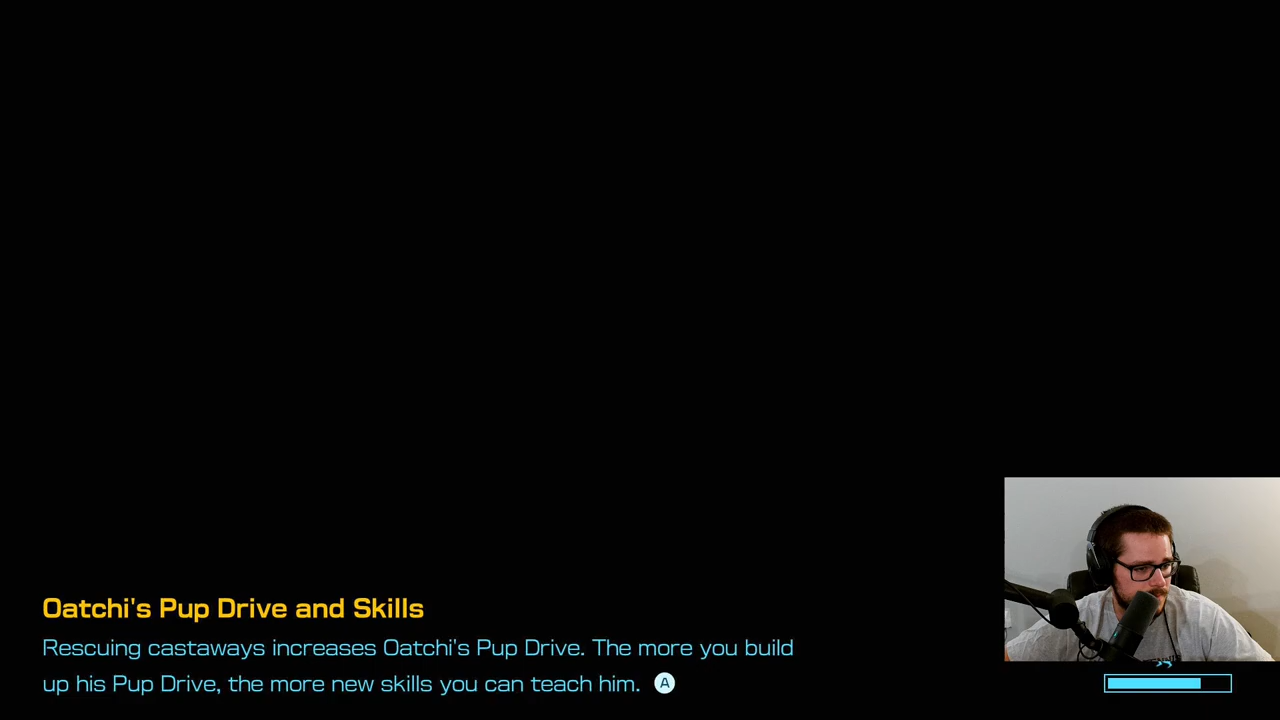 Oatchi's Pup Drive and Skills
Rescuing castaways increases Oatchi's Pup Drive. The more you build
up his Pup Drive, the more new skills you can teach him. A